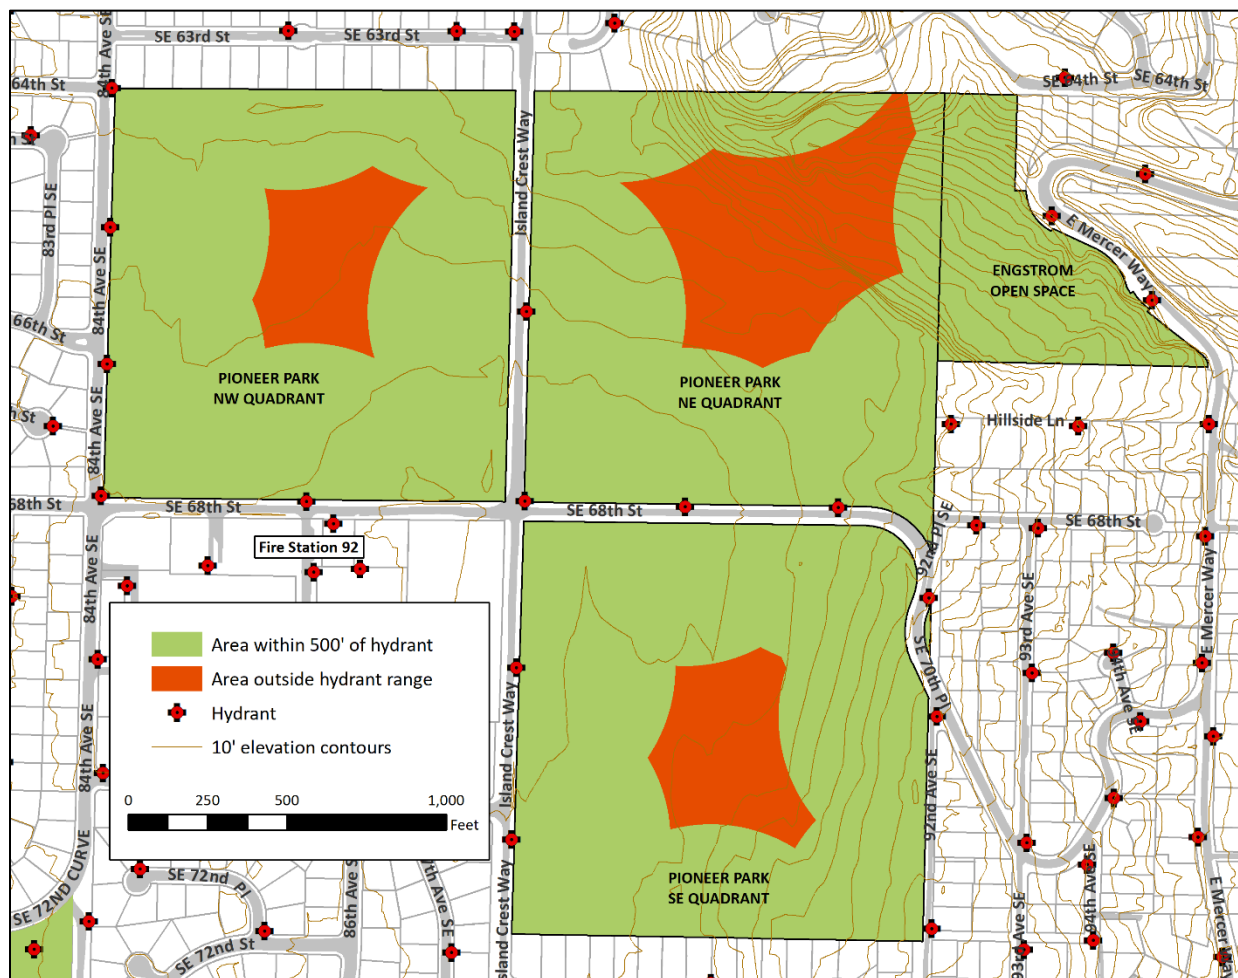 SE 63rd St
SE 63rd St
84th Ave SE
64th St
SE 64th St
SE 64th St
Island Crest Way
83rd Pl SE
84th Ave SE
E Mercer Way
ENGSTROM
OPEN SPACE
66th St
PIONEER PARK
NW QUADRANT
PIONEER PARK
NE QUADRANT
84th Ave SE
Hillside Ln
68th St
SE 68th St
SE 68th St
92nd Pl SE
SE 68th St
Fire Station 92
84th Ave SE
93rd Ave SE
E Mercer Way
SE 70th Pl
94th Ave SE
Area within 500' of hydrant
Area outside hydrant range
Hydrant
10' elevation contours
0 250 500 1,000
Feet
84th Ave SE
Island Crest Way
92nd Ave SE
PIONEER PARK
SE QUADRANT
SE 72ND CURVE
SE 72nd Pl
SE 72nd St
86th Ave SE
Island Crest Way
93rd Ave SE
94th Ave SE